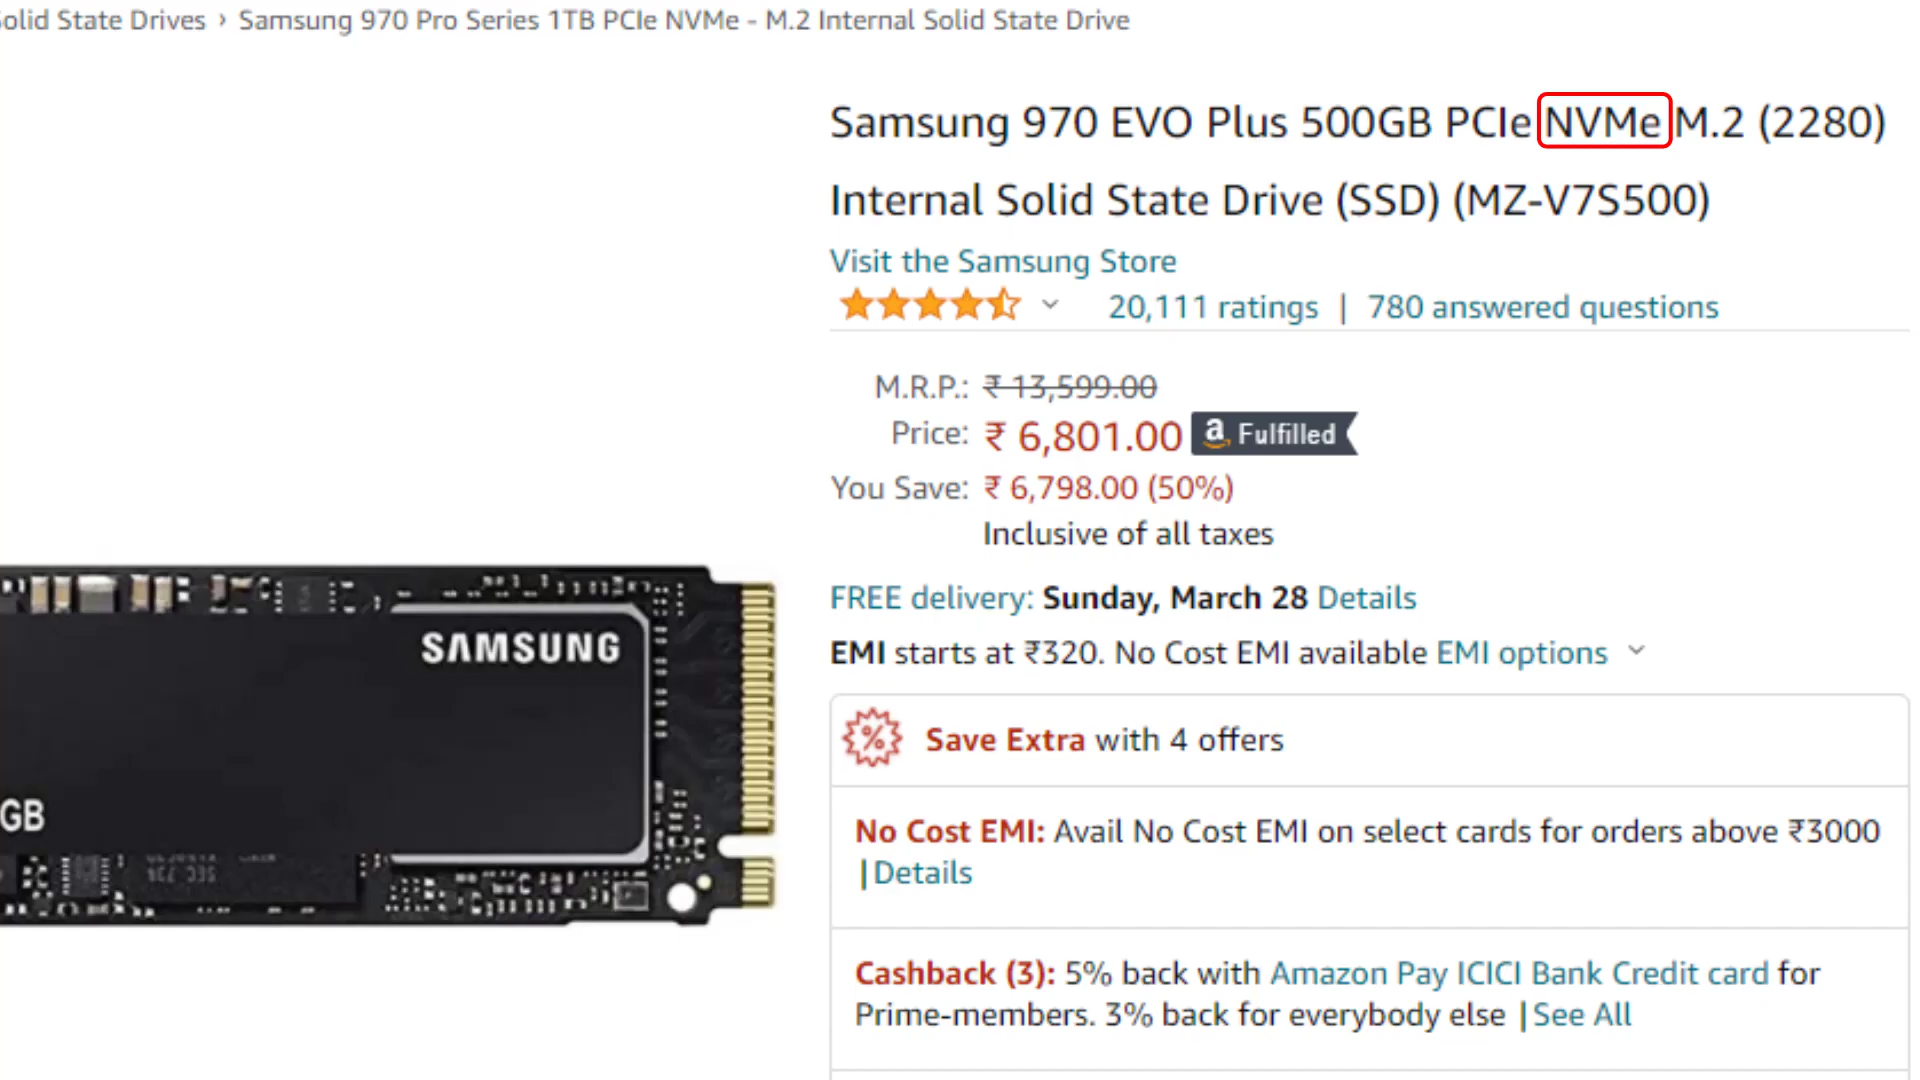 olid State Drives › Samsung 970 Pro Series 1TB PCIe NVMe - M.2 Internal Solid State Drive
Samsung 970 EVO Plus 500GB PCIe NVMe M.2 (2280)
Internal Solid State Drive (SSD) (MZ-V7S500)
Visit the Samsung Store
20,111 ratings | 780 answered questions
M.R.P.: ₹ 13,599.00
Price: ₹ 6,801.00 a Fulfilled
You Save: ₹ 6,798.00 (50%)
Inclusive of all taxes
FREE delivery: Sunday, March 28 Details
EMI starts at ₹320. No Cost EMI available EMI options
Save Extra with 4 offers
No Cost EMI: Avail No Cost EMI on select cards for orders above ₹3000
| Details
Cashback (3): 5% back with Amazon Pay ICICI Bank Credit card for
Prime-members. 3% back for everybody else | See All
SAMSUNG
GB